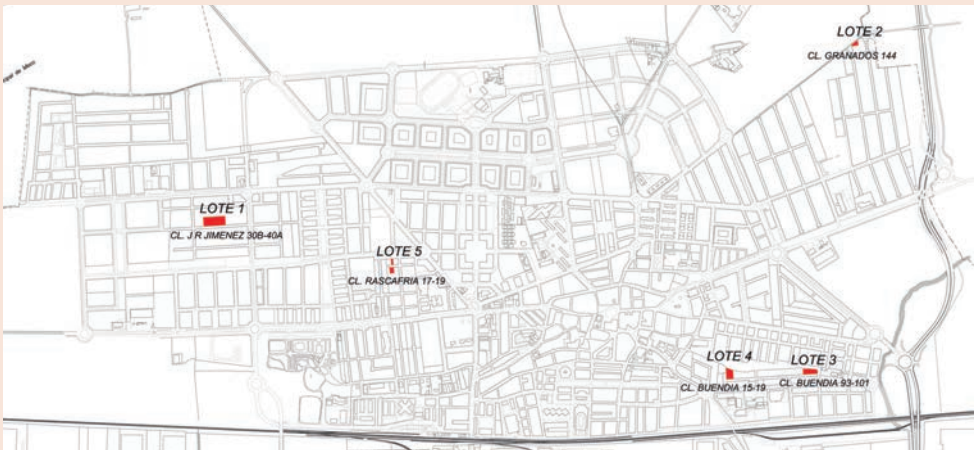 LOTE 2
CL. GRANADOS 144
LOTE 1
CL. J R JIMENEZ 30B-40A
LOTE 5
CL. RASCAFRIA 17-19
LOTE 4
CL. BUENDIA 15-19
LOTE 3
CL. BUENDIA 93-101